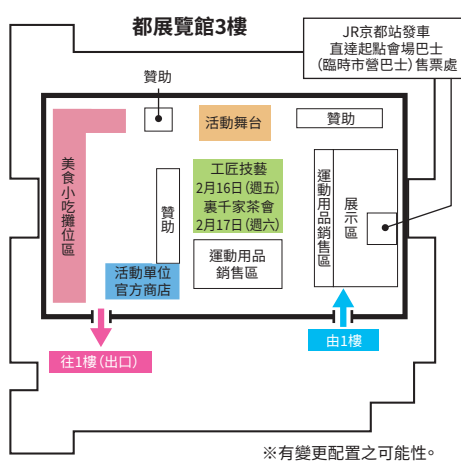 都展覽館3樓
JR京都站發車
直達起點會場巴士
（臨時市營巴士）售票處
贊助
活動舞台
贊助
美食小吃攤位區
工匠技藝
2月16日（週五）
裏千家茶會
2月17日（週六）
贊助
運動用品銷售區
展示區
運動用品
銷售區
活動單位
官方商店
往1樓（出口）
由1樓
※有變更配置之可能性。